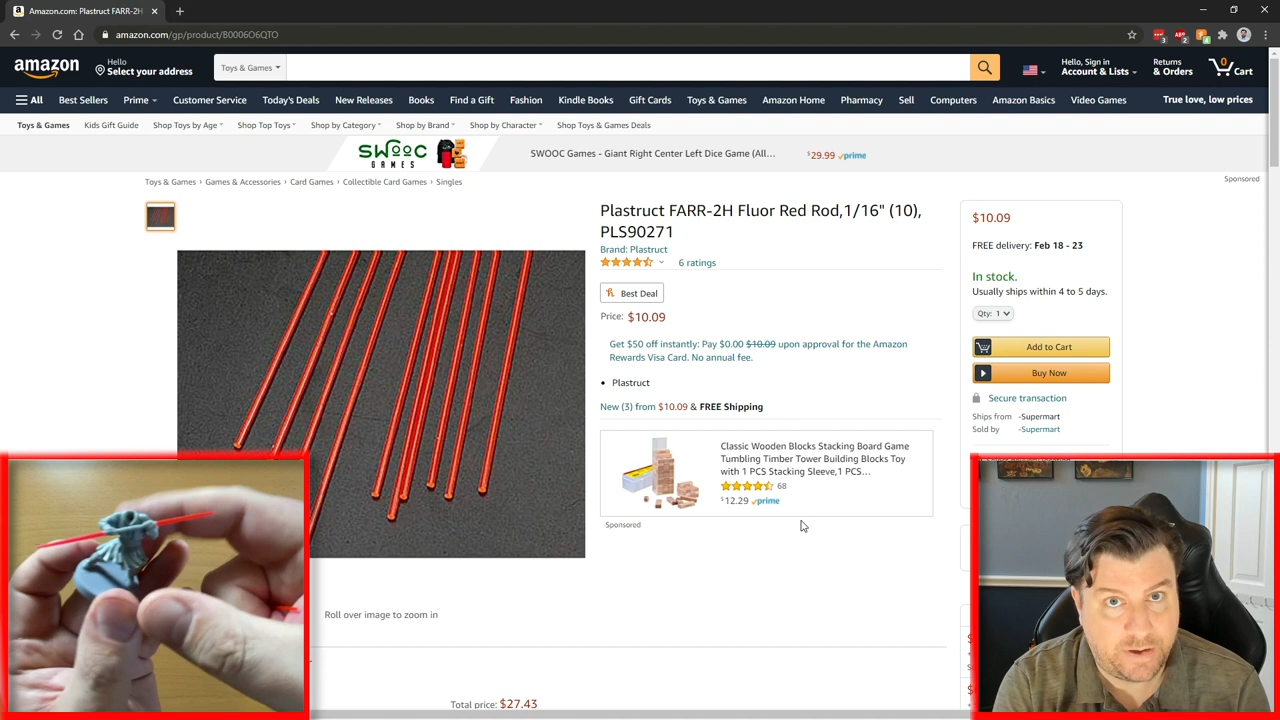 Amazon.com: Plastruct FARR-2H
amazon.com/gp/product/B0006O6QTO
3
2
4
amazon
Hello
Select your address
Toys & Games
Hello, Sign in
Account & Lists
Returns
& Orders
0
Cart
All
Best Sellers
Prime
Customer Service
Today's Deals
New Releases
Books
Find a Gift
Fashion
Kindle Books
Gift Cards
Toys & Games
Amazon Home
Pharmacy
Sell
Computers
Amazon Basics
Video Games
True love, low prices
Toys & Games
Kids Gift Guide
Shop Toys by Age
Shop Top Toys
Shop by Category
Shop by Brand
Shop by Character
Shop Toys & Games Deals
SWOOC
GAMES
SWOOC Games - Giant Right Center Left Dice Game (All…
$29.99 prime
Sponsored
Toys & Games › Games & Accessories › Card Games › Collectible Card Games › Singles
Plastruct FARR-2H Fluor Red Rod,1/16" (10),
PLS90271
Brand: Plastruct
6 ratings
Best Deal
Price: $10.09
Get $50 off instantly: Pay $0.00 $10.09 upon approval for the Amazon
Rewards Visa Card. No annual fee.
• Plastruct
New (3) from $10.09 & FREE Shipping
Classic Wooden Blocks Stacking Board Game
Tumbling Timber Tower Building Blocks Toy
with 1 PCS Stacking Sleeve,1 PCS…
68
$12.29 prime
Sponsored
$10.09
FREE delivery: Feb 18 - 23
In stock.
Usually ships within 4 to 5 days.
Qty: 1
Add to Cart
Buy Now
Secure transaction
Ships from -Supermart
Sold by -Supermart
Roll over image to zoom in
Total price: $27.43